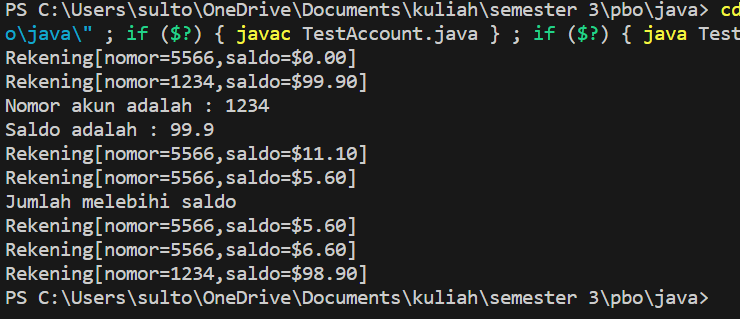 PS C:\Users\sulto\OneDrive\Documents\kuliah\semester 3\pbo\java> cd
o\java\" ; if ($?) { javac TestAccount.java } ; if ($?) { java Test
Rekening[nomor=5566,saldo=$0.00]
Rekening[nomor=1234,saldo=$99.90]
Nomor akun adalah : 1234
Saldo adalah : 99.9
Rekening[nomor=5566,saldo=$11.10]
Rekening[nomor=5566,saldo=$5.60]
Jumlah melebihi saldo
Rekening[nomor=5566,saldo=$5.60]
Rekening[nomor=5566,saldo=$6.60]
Rekening[nomor=1234,saldo=$98.90]
PS C:\Users\sulto\OneDrive\Documents\kuliah\semester 3\pbo\java>